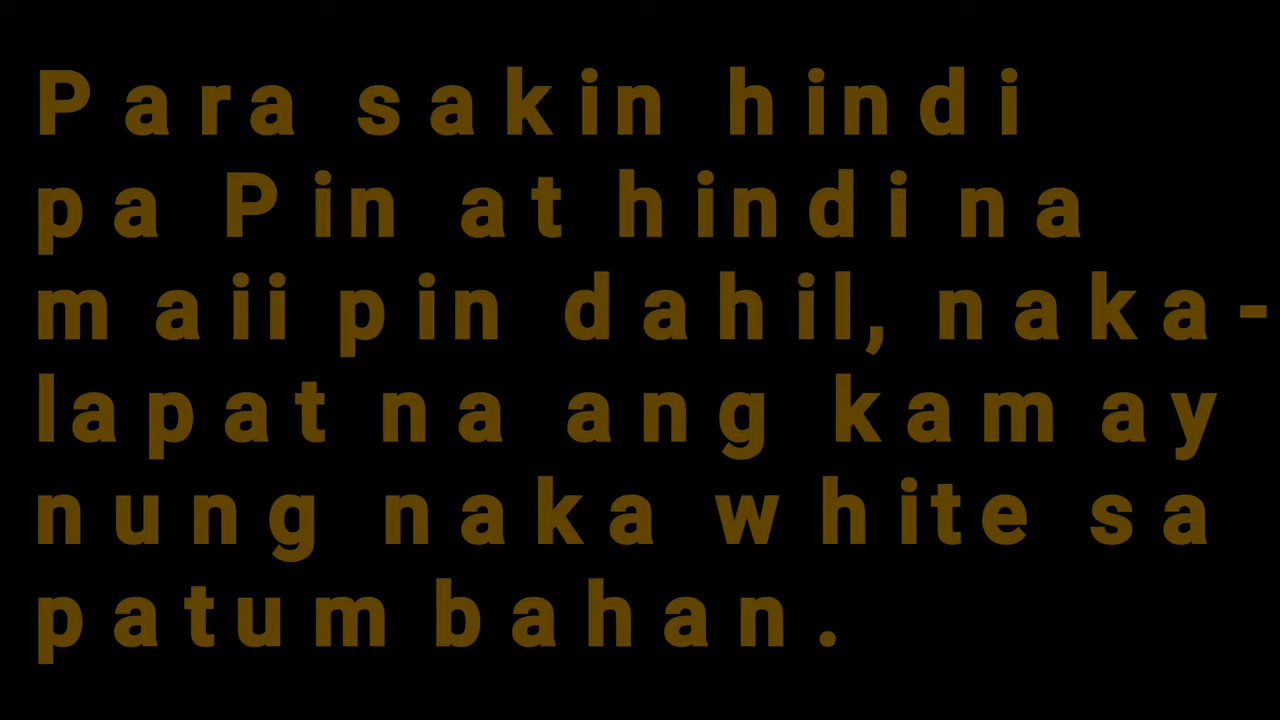 Para sakin hindi
pa Pin at hindi na
maiipin dahil, naka-
lapat na ang kamay
nung naka white sa
patumbahan.